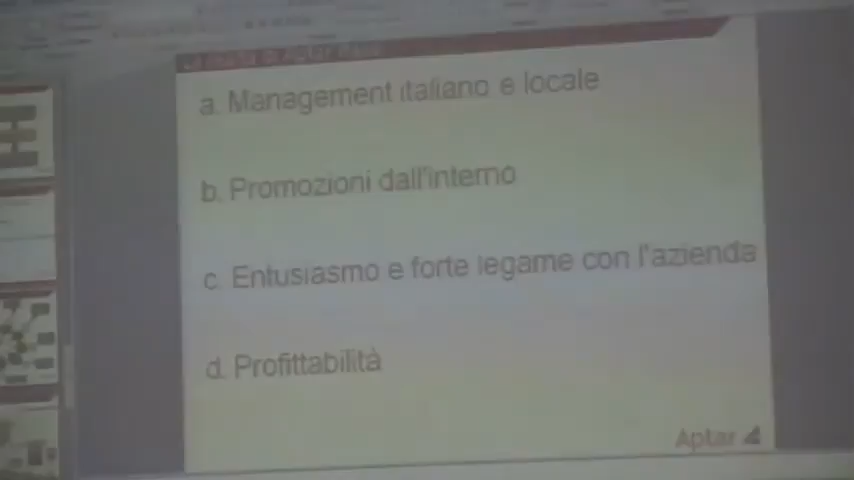 a. Management italiano e locale
b. Promozioni dall'interno
c. Entusiasmo e forte legame con l'azienda
d. Profittabilità
Aptar